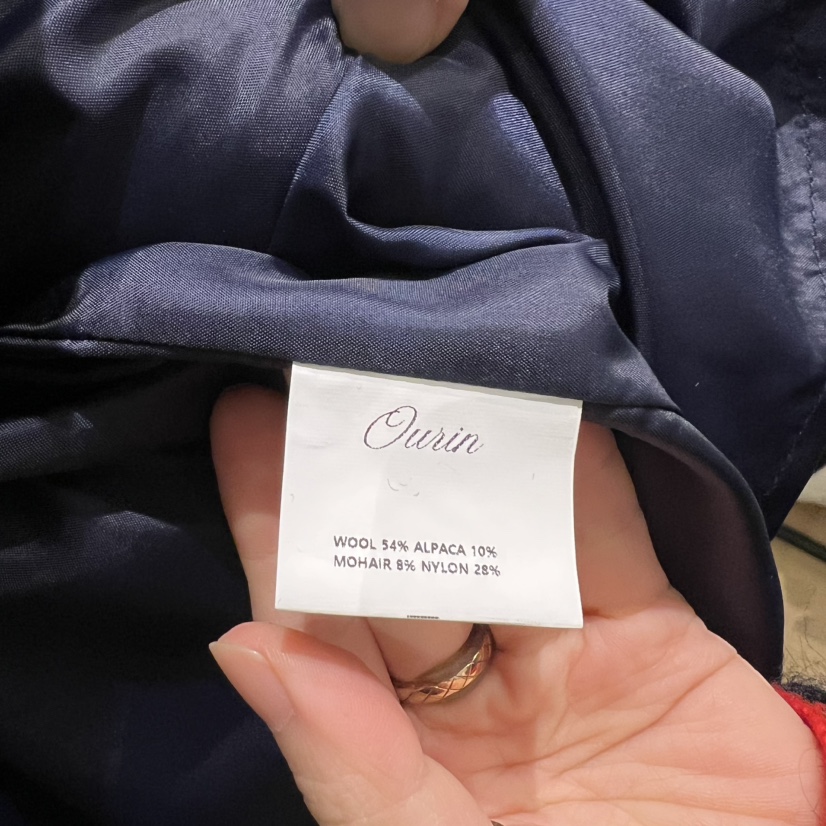 Ourin
WOOL 54% ALPACA 10%
MOHAIR 8% NYLON 28%